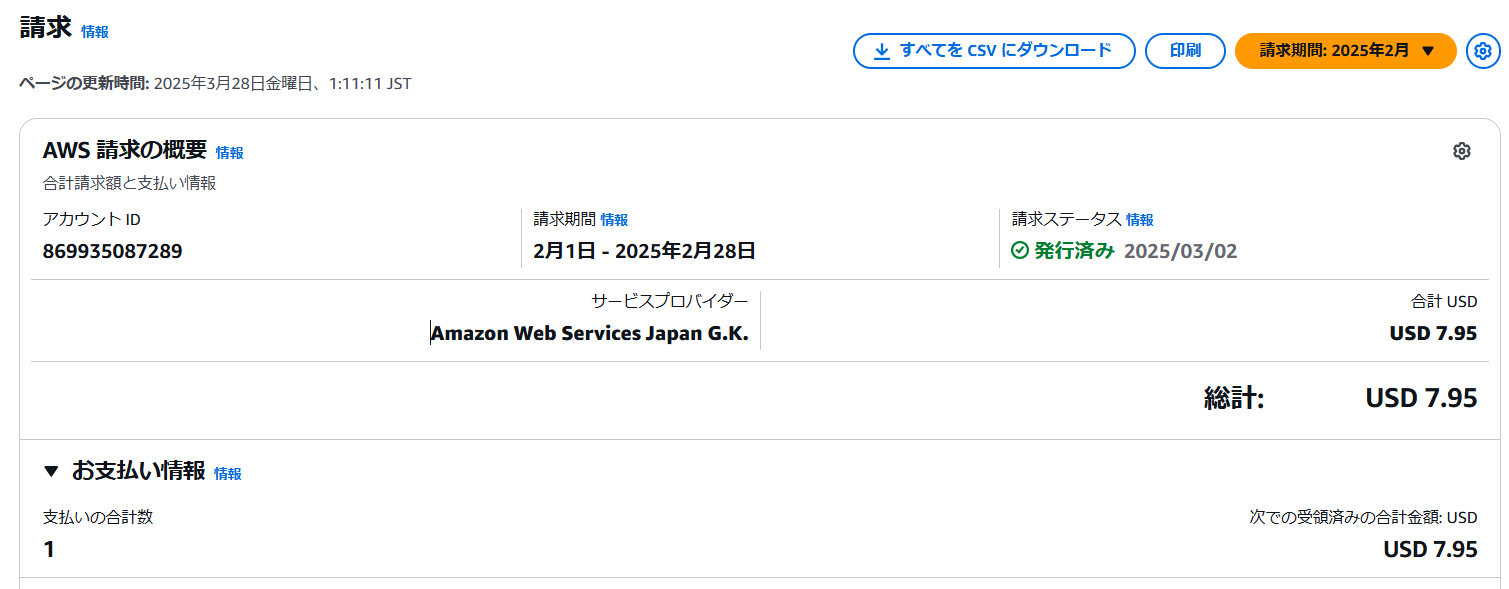 請求 情報
すべてを CSV にダウンロード 印刷 請求期間: 2025年2月
ページの更新時間: 2025年3月28日金曜日、1:11:11 JST
AWS 請求の概要 情報
合計請求額と支払い情報
アカウント ID 請求期間 情報 請求ステータス 情報
869935087289 2月1日 - 2025年2月28日 発行済み 2025/03/02
サービスプロバイダー 合計 USD
Amazon Web Services Japan G.K. USD 7.95
総計: USD 7.95
お支払い情報 情報
支払いの合計数 次での受領済みの合計金額: USD
1 USD 7.95